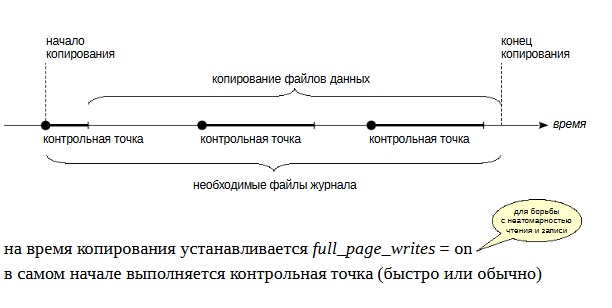 начало
копирования
конец
копирования
копирование файлов данных
время
контрольная точка
контрольная точка
контрольная точка
необходимые файлы журнала
для борьбы
с неатомарностью
чтения и записи
на время копирования устанавливается full_page_writes = on
в самом начале выполняется контрольная точка (быстро или обычно)